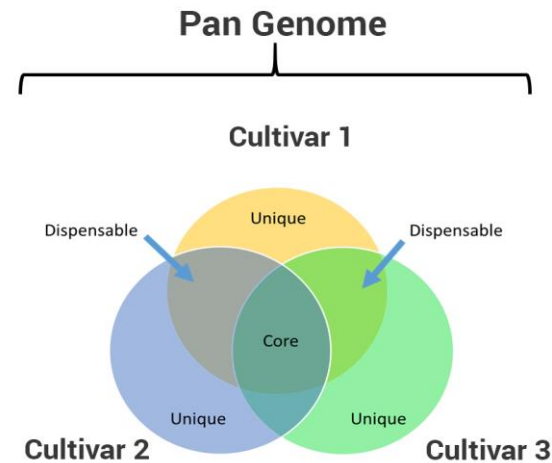 Pan Genome
Cultivar 1
Unique
Dispensable
Dispensable
Core
Unique
Unique
Cultivar 2
Cultivar 3